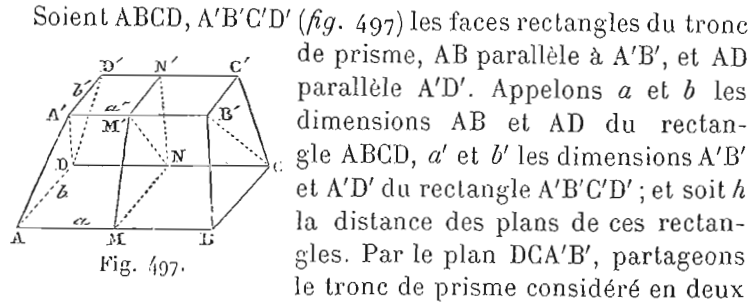 Soient ABCD, A'B'C'D' (fig. 497) les faces rectangles du tronc
de prisme, AB parallèle à A'B', et AD
parallèle A'D'. Appelons a et b les
dimensions AB et AD du rectan-
gle ABCD, a' et b' les dimensions A'B'
et A'D' du rectangle A'B'C'D' ; et soit h
la distance des plans de ces rectan-
gles. Par le plan DCA'B', partageons
le tronc de prisme considéré en deux
D' N' C'
b'
A' a' B'
M'
D N C
b
a
A M B
Fig. 497.